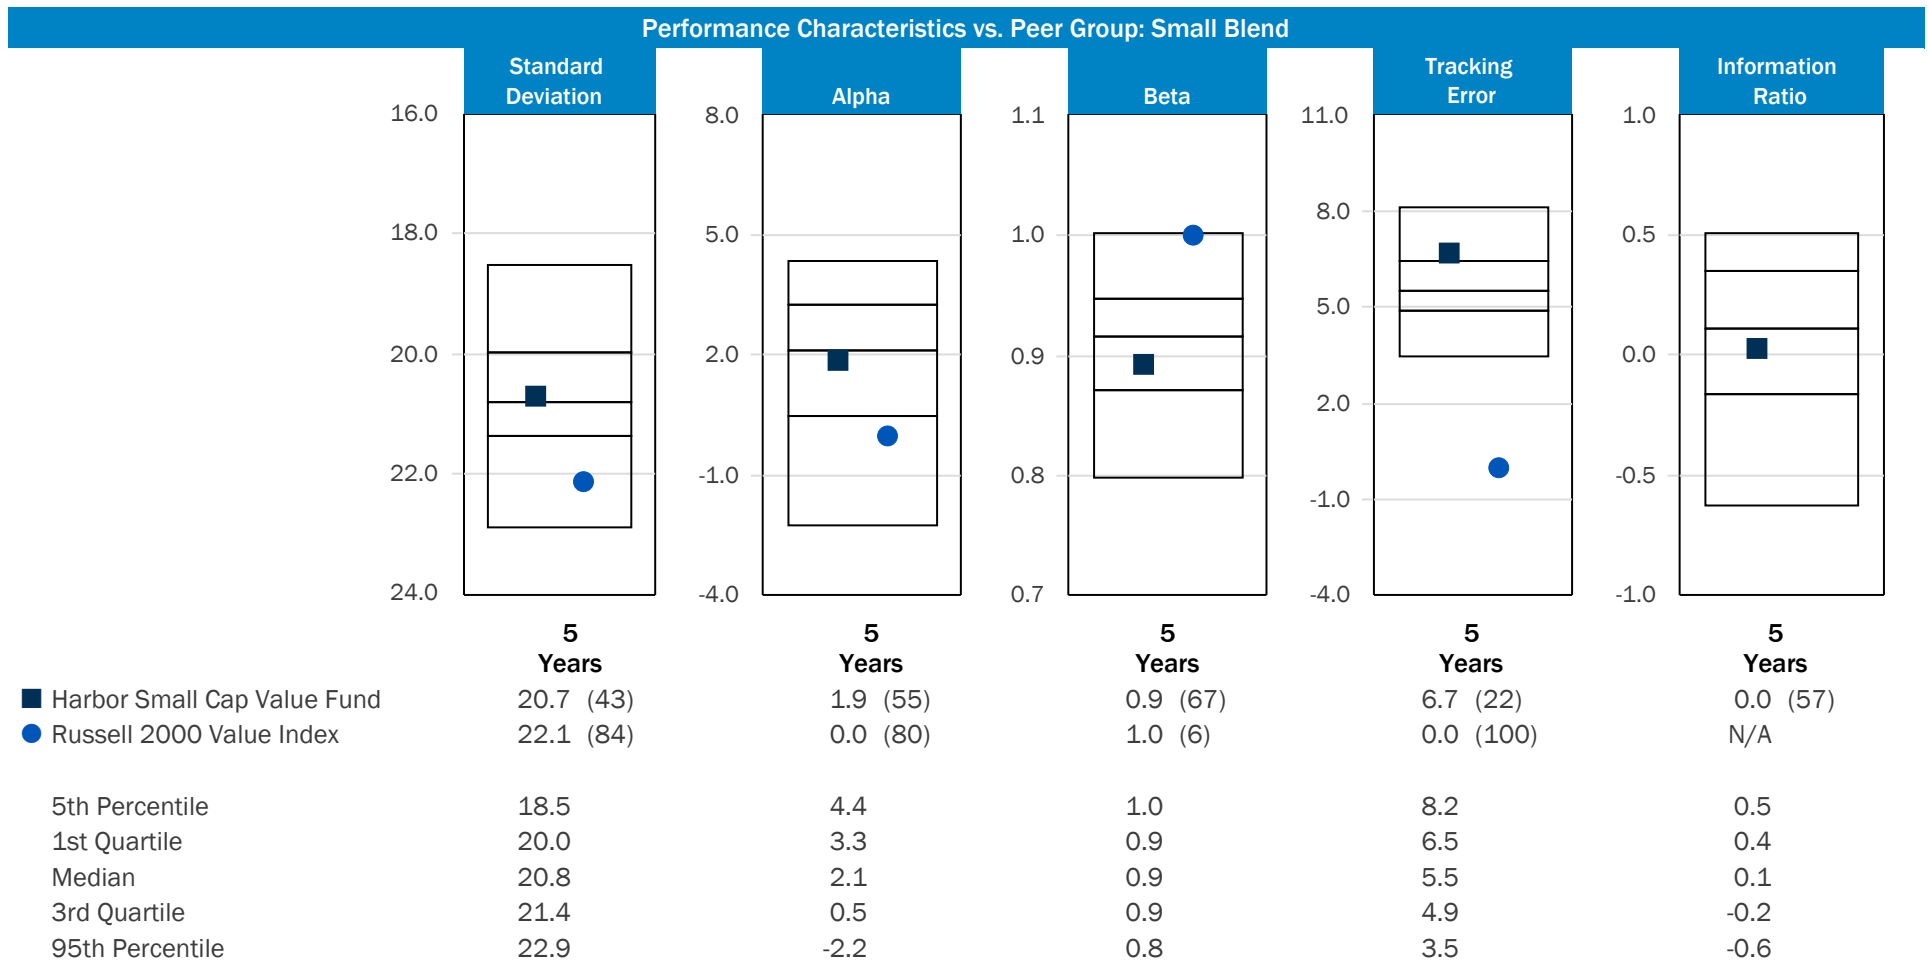 Performance Characteristics vs. Peer Group: Small Blend
Standard Deviation
Alpha
Beta
Tracking Error
Information Ratio
16.0
18.0
20.0
22.0
24.0
8.0
5.0
2.0
-1.0
-4.0
1.1
1.0
0.9
0.8
0.7
11.0
8.0
5.0
2.0
-1.0
-4.0
1.0
0.5
0.0
-0.5
-1.0
5 Years
5 Years
5 Years
5 Years
5 Years
Harbor Small Cap Value Fund 20.7 (43) 1.9 (55) 0.9 (67) 6.7 (22) 0.0 (57)
Russell 2000 Value Index 22.1 (84) 0.0 (80) 1.0 (6) 0.0 (100) N/A
5th Percentile 18.5 4.4 1.0 8.2 0.5
1st Quartile 20.0 3.3 0.9 6.5 0.4
Median 20.8 2.1 0.9 5.5 0.1
3rd Quartile 21.4 0.5 0.9 4.9 -0.2
95th Percentile 22.9 -2.2 0.8 3.5 -0.6